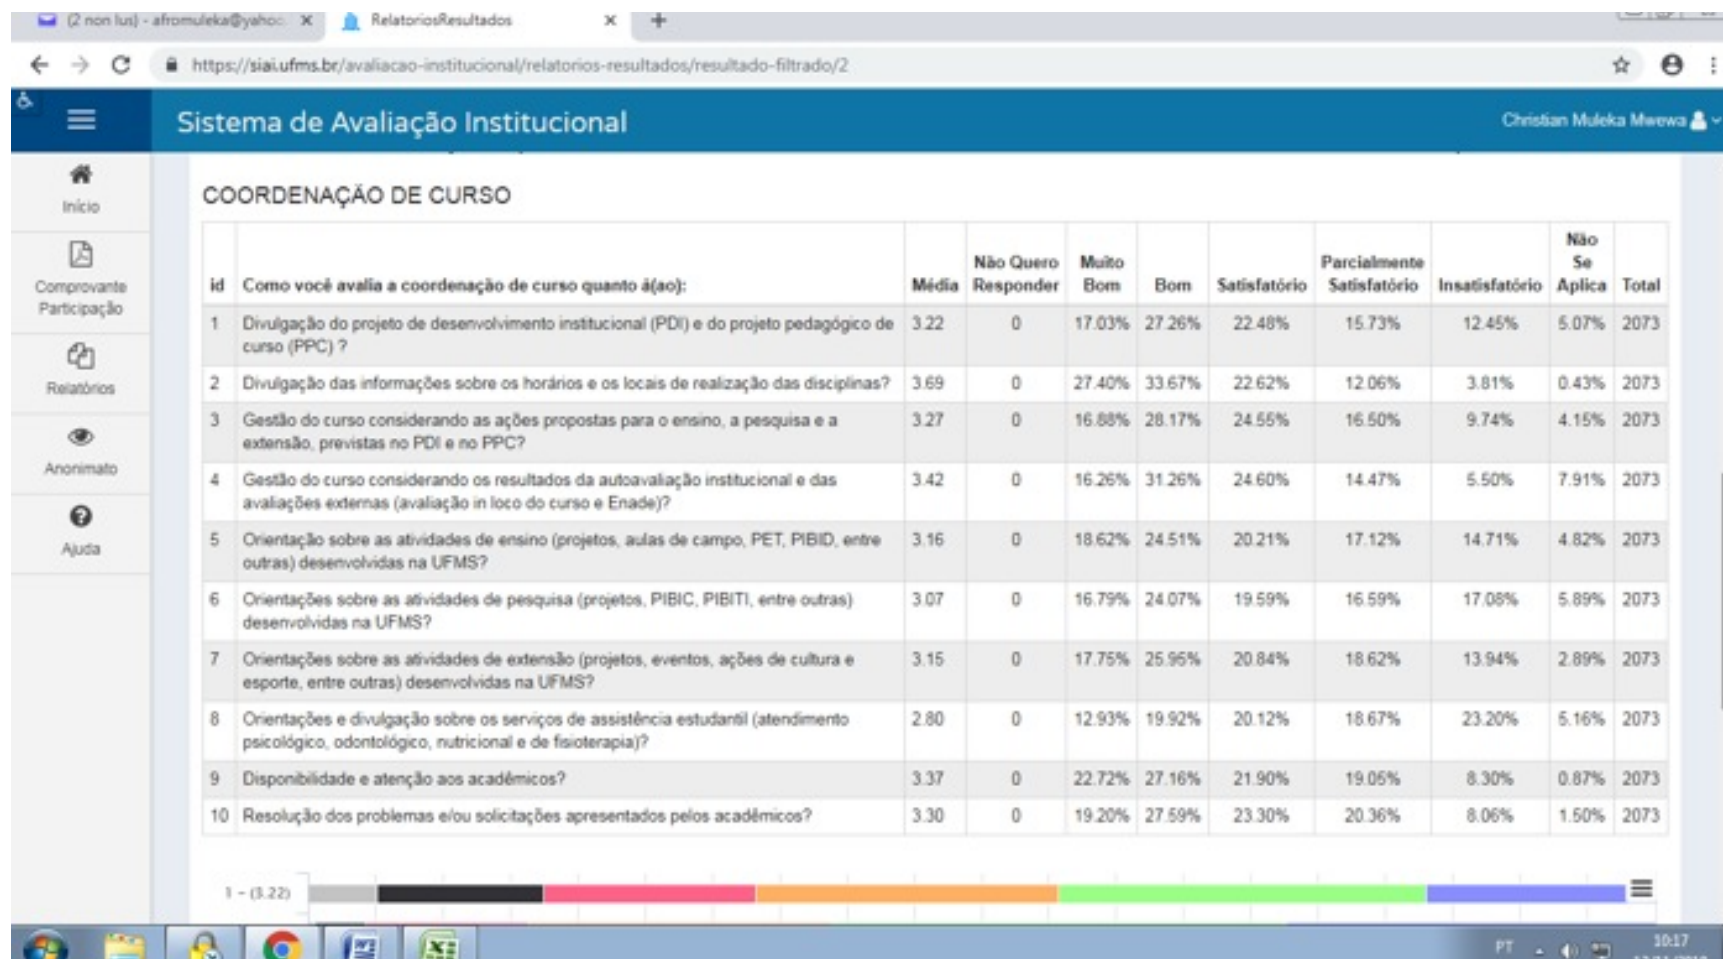 (2 non lus) - afromuleka@yahoo. X
RelatoriosResultados
https://siai.ufms.br/avaliacao-institucional/relatorios-resultados/resultado-filtrado/2
Sistema de Avaliação Institucional
Christian Muleka Mwewa
Início
Comprovante
Participação
Relatórios
Anonimato
Ajuda
COORDENAÇÃO DE CURSO
id Como você avalia a coordenação de curso quanto á(ao): Média Não Quero Responder Muito Bom Bom Satisfatório Parcialmente Satisfatório Insatisfatório Não Se Aplica Total
1 Divulgação do projeto de desenvolvimento institucional (PDI) e do projeto pedagógico de 3.22 0 17.03% 27.26% 22.48% 15.73% 12.45% 5.07% 2073
curso (PPC) ?
2 Divulgação das informações sobre os horários e os locais de realização das disciplinas? 3.69 0 27.40% 33.67% 22.62% 12.06% 3.81% 0.43% 2073
3 Gestão do curso considerando as ações propostas para o ensino, a pesquisa e a 3.27 0 16.88% 28.17% 24.55% 16.50% 9.74% 4.15% 2073
extensão, previstas no PDI e no PPC?
4 Gestão do curso considerando os resultados da autoavaliação institucional e das 3.42 0 16.26% 31.26% 24.60% 14.47% 5.50% 7.91% 2073
avaliações externas (avaliação in loco do curso e Enade)?
5 Orientação sobre as atividades de ensino (projetos, aulas de campo, PET, PIBID, entre 3.16 0 18.62% 24.51% 20.21% 17.12% 14.71% 4.82% 2073
outras) desenvolvidas na UFMS?
6 Orientações sobre as atividades de pesquisa (projetos, PIBIC, PIBITI, entre outras) 3.07 0 16.79% 24.07% 19.59% 16.59% 17.08% 5.89% 2073
desenvolvidas na UFMS?
7 Orientações sobre as atividades de extensão (projetos, eventos, ações de cultura e 3.15 0 17.75% 25.95% 20.84% 18.62% 13.94% 2.89% 2073
esporte, entre outras) desenvolvidas na UFMS?
8 Orientações e divulgação sobre os serviços de assistência estudantil (atendimento 2.80 0 12.93% 19.92% 20.12% 18.67% 23.20% 5.16% 2073
psicológico, odontológico, nutricional e de fisioterapia)?
9 Disponibilidade e atenção aos acadêmicos? 3.37 0 22.72% 27.16% 21.90% 19.05% 8.30% 0.87% 2073
10 Resolução dos problemas e/ou solicitações apresentados pelos acadêmicos? 3.30 0 19.20% 27.59% 23.30% 20.36% 8.06% 1.50% 2073
1 - (3.22)
PT
10:17